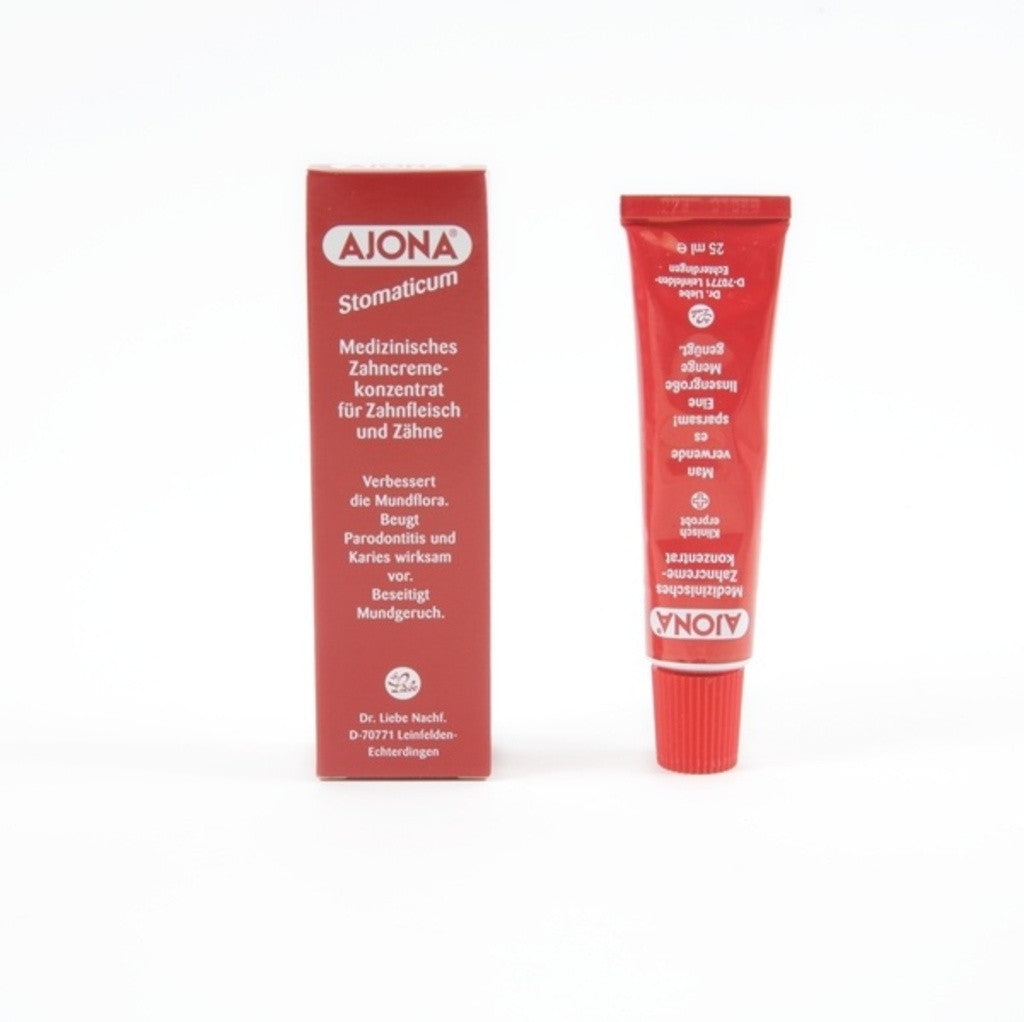 AJONA®
Stomaticum
Medizinisches
Zahncreme-
konzentrat
für Zahnfleisch
und Zähne
Verbessert
die Mundflora.
Beugt
Parodontitis und
Karies wirksam
vor.
Beseitigt
Mundgeruch.
Dr. Liebe Nachf.
D-70771 Leinfelden-
Echterdingen
AJONA®
Medizinisches
Zahncreme-
konzentrat
Klinisch
erprobt
Man
verwende
es
sparsam!
Eine
linsengroße
Menge
genügt.
Dr. Liebe
D-70771 Leinfelden-
Echterdingen
25 ml ℮